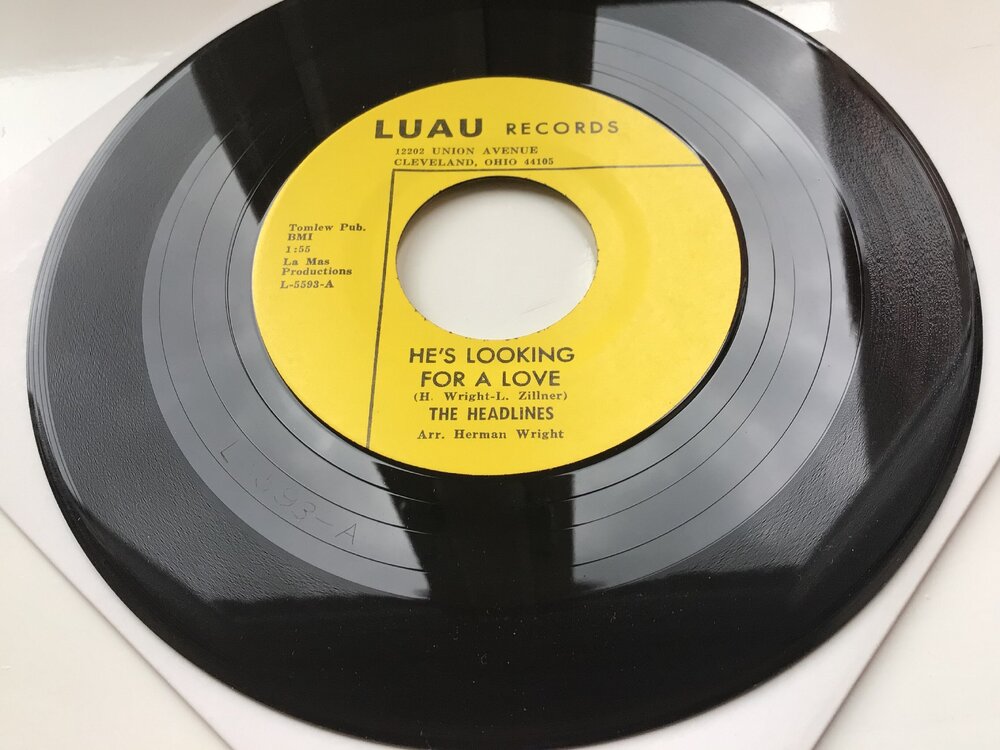 LUAU RECORDS
12202 UNION AVENUE
CLEVELAND, OHIO 44105
Tomlew Pub.
BMI
1:55
La Mas
Productions
L-5593-A
HE'S LOOKING
FOR A LOVE
(H. Wright-L. Zillner)
THE HEADLiNES
Arr. Herman Wright
L 5593-A